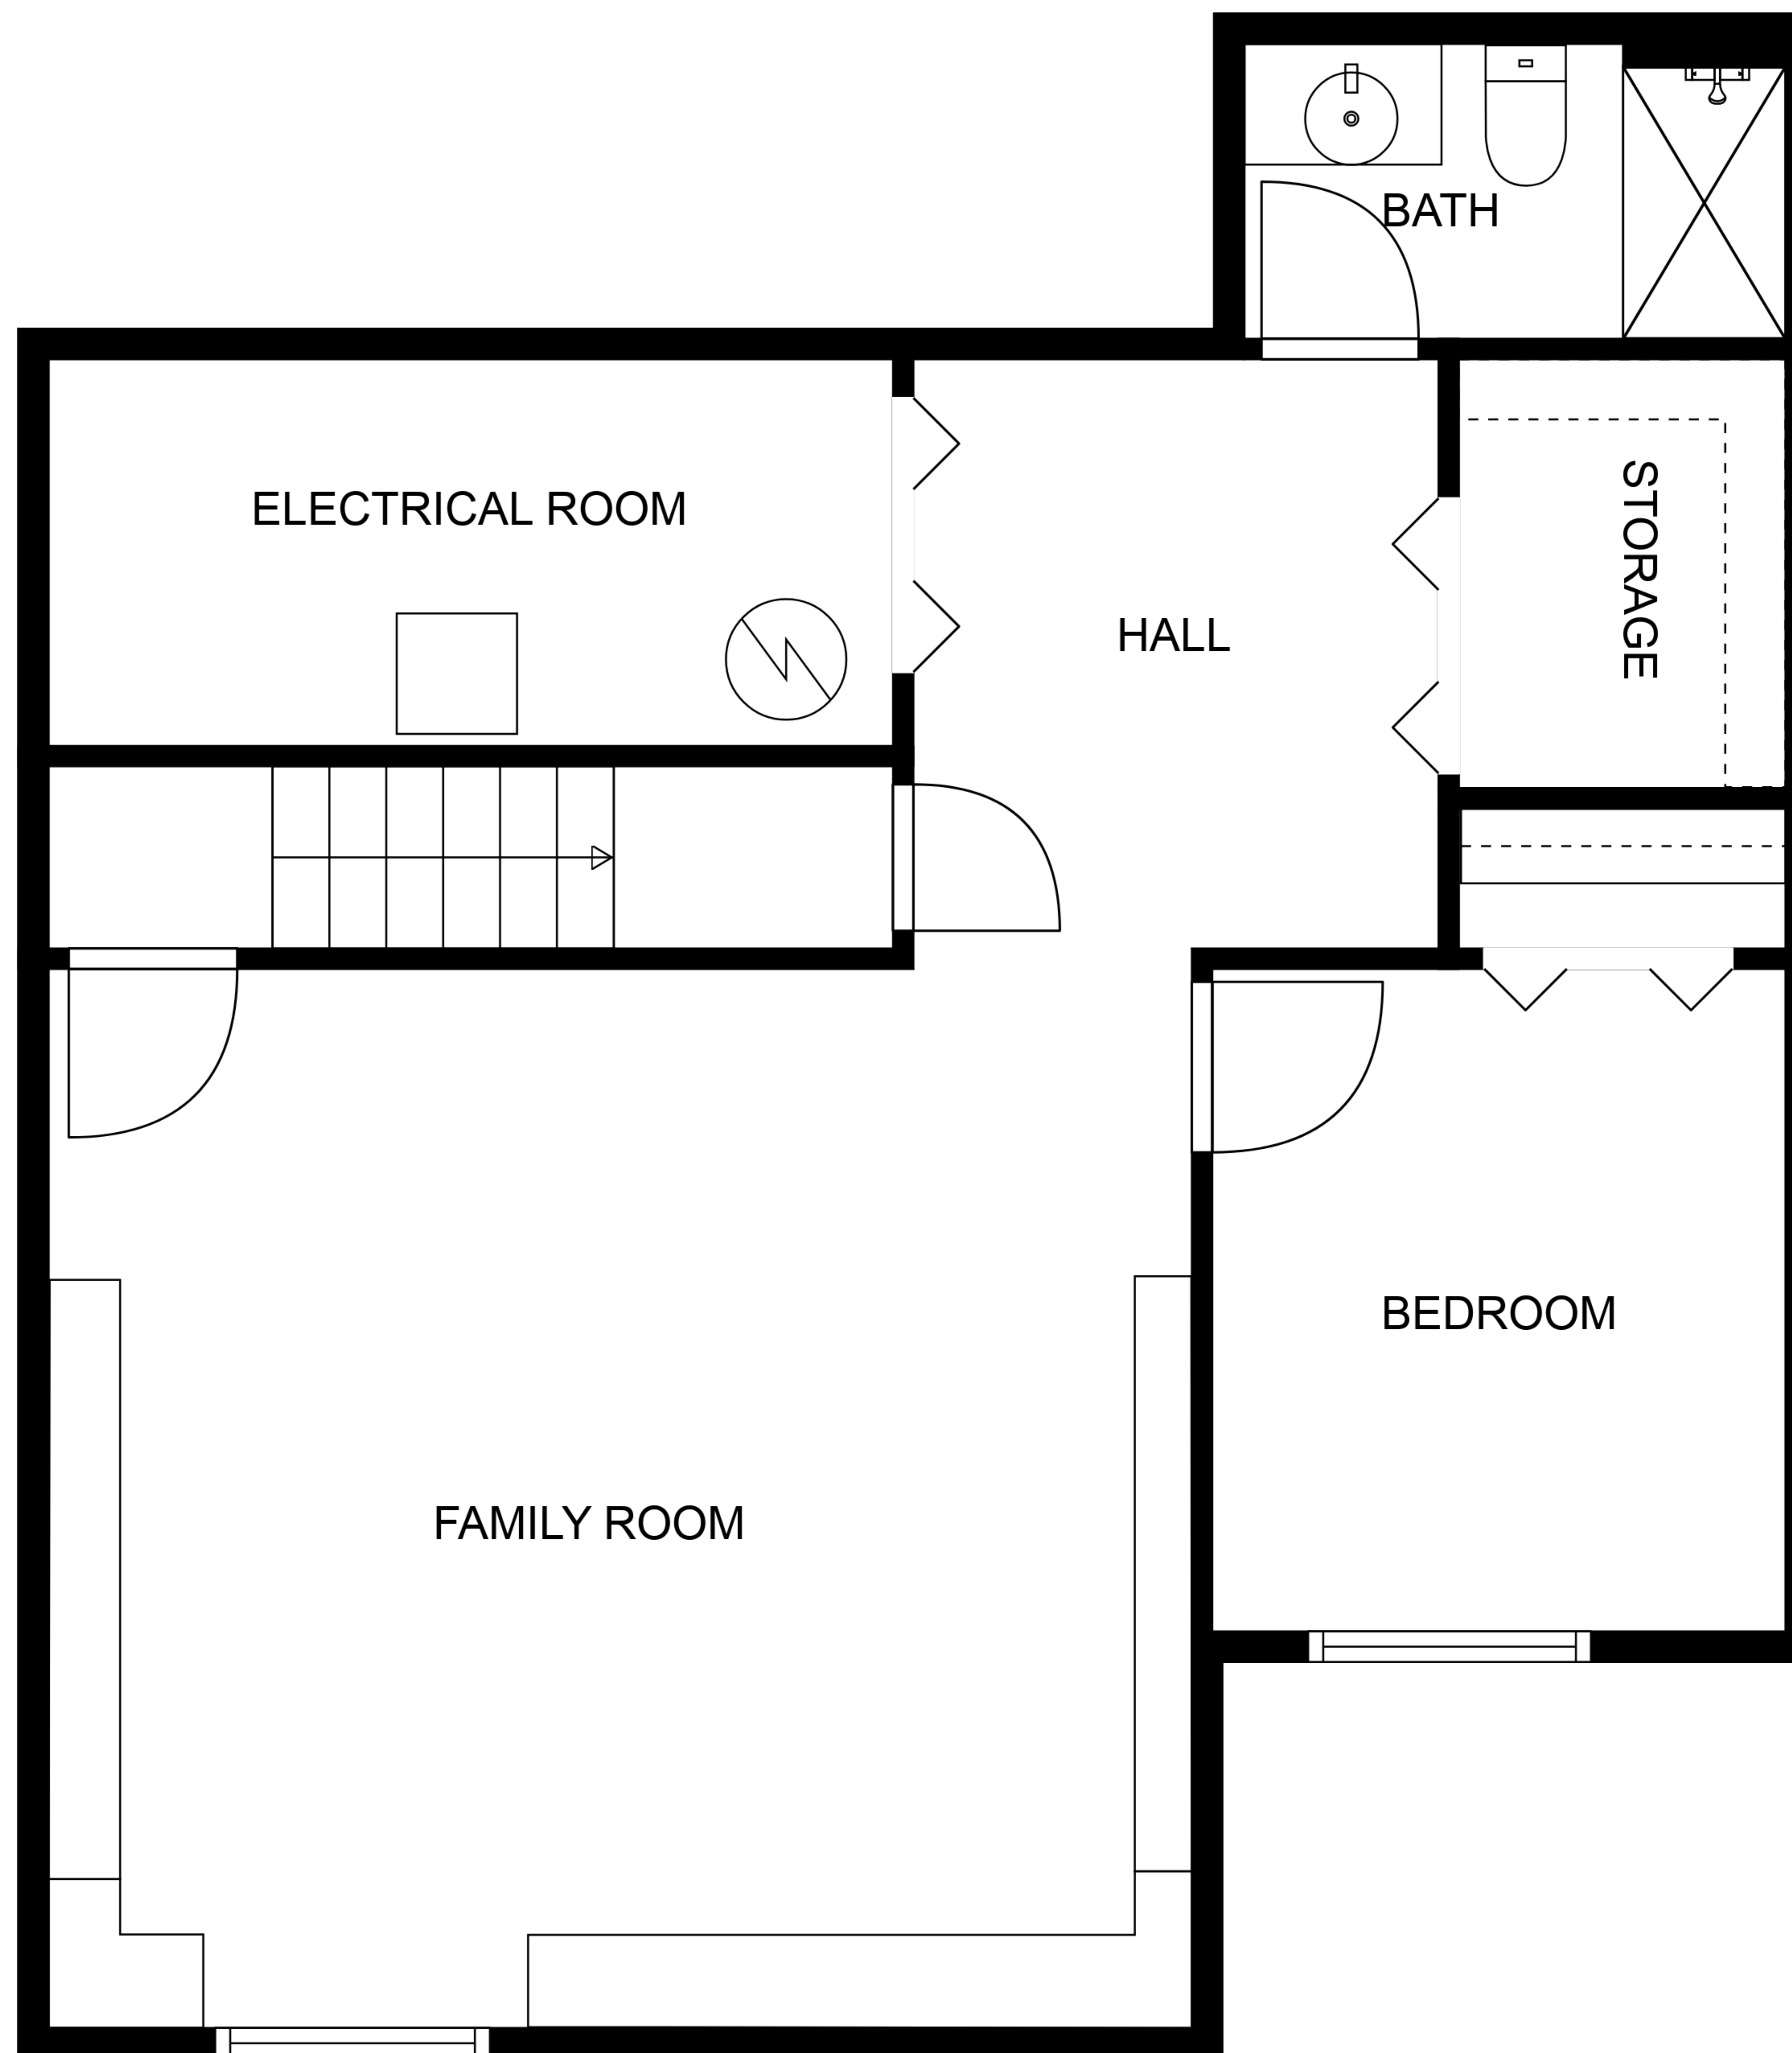 BATH
ELECTRICAL ROOM
STORAGE
HALL
BEDROOM
FAMILY ROOM